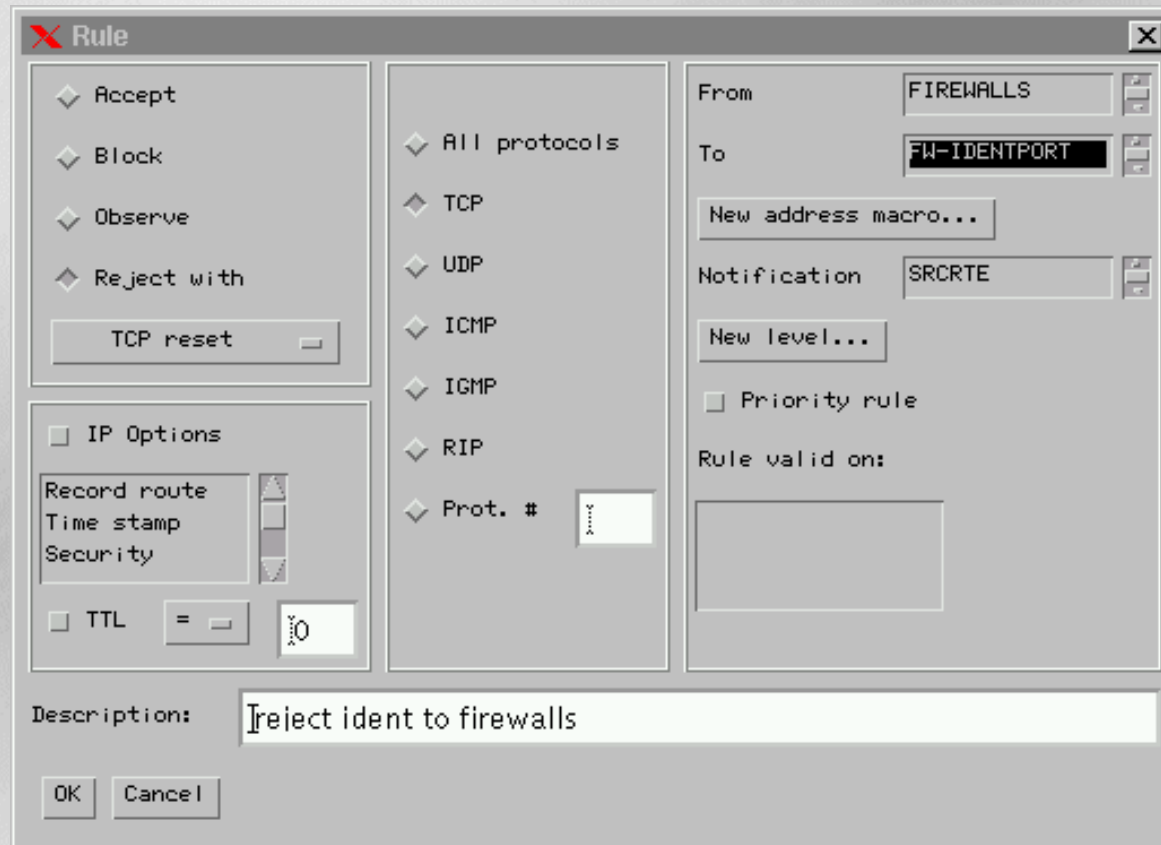 Rule
Accept
Block
Observe
Reject with
TCP reset
IP Options
Record route
Time stamp
Security
TTL = 0
All protocols
TCP
UDP
ICMP
IGMP
RIP
Prot. #
From FIREWALLS
To FW-IDENTPORT
New address macro...
Notification SRCRTE
New level...
Priority rule
Rule valid on:
Description: reject ident to firewalls
OK Cancel